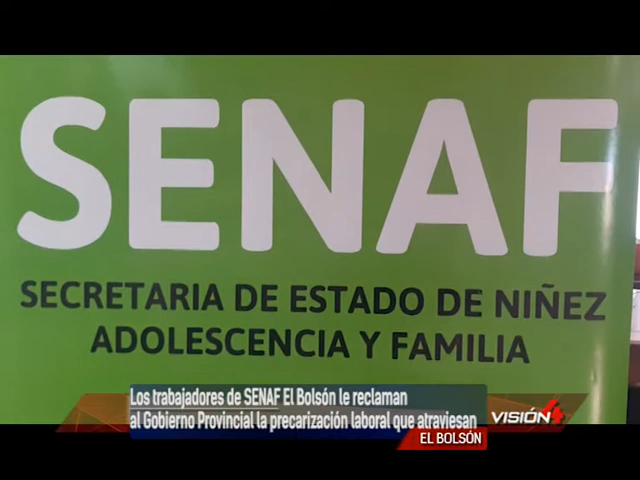 SENAF
SECRETARIA DE ESTADO DE NIÑEZ
ADOLESCENCIA Y FAMILIA
Los trabajadores de SENAF El Bolsón le reclaman
al Gobierno Provincial la precarización laboral que atraviesan
VISIÓN 4
EL BOLSÓN